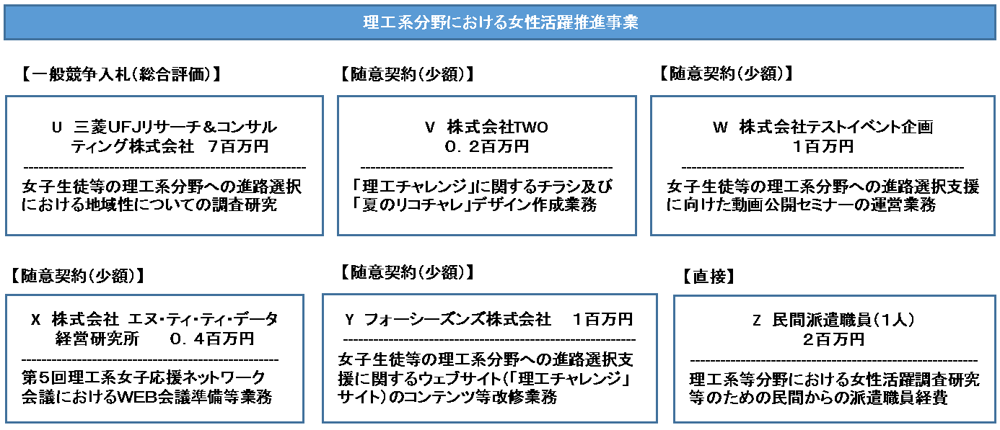 理工系分野における女性活躍推進事業
【一般競争入札（総合評価）】
U　三菱ＵＦＪリサーチ＆コンサル
ティング株式会社　７百万円
女子生徒等の理工系分野への進路選択
における地域性についての調査研究
【随意契約（少額）】
V　株式会社TWO
０．２百万円
「理工チャレンジ」に関するチラシ及び
「夏のリコチャレ」デザイン作成業務
【随意契約（少額）】
W　株式会社テストイベント企画
１百万円
女子生徒等の理工系分野への進路選択支援
に向けた動画公開セミナーの運営業務
【随意契約（少額）】
X　株式会社 エヌ・ティ・ティ・データ
経営研究所　　０．４百万円
第５回理工系女子応援ネットワーク
会議におけるＷＥＢ会議準備等業務
【随意契約（少額）】
Y　フォーシーズンズ株式会社　１百万円
女子生徒等の理工系分野への進路選択支
援に関するウェブサイト（「理工チャレンジ」
サイト）のコンテンツ等改修業務
【直接】
Z　民間派遣職員（１人）
２百万円
理工系等分野における女性活躍調査研究
等のための民間からの派遣職員経費